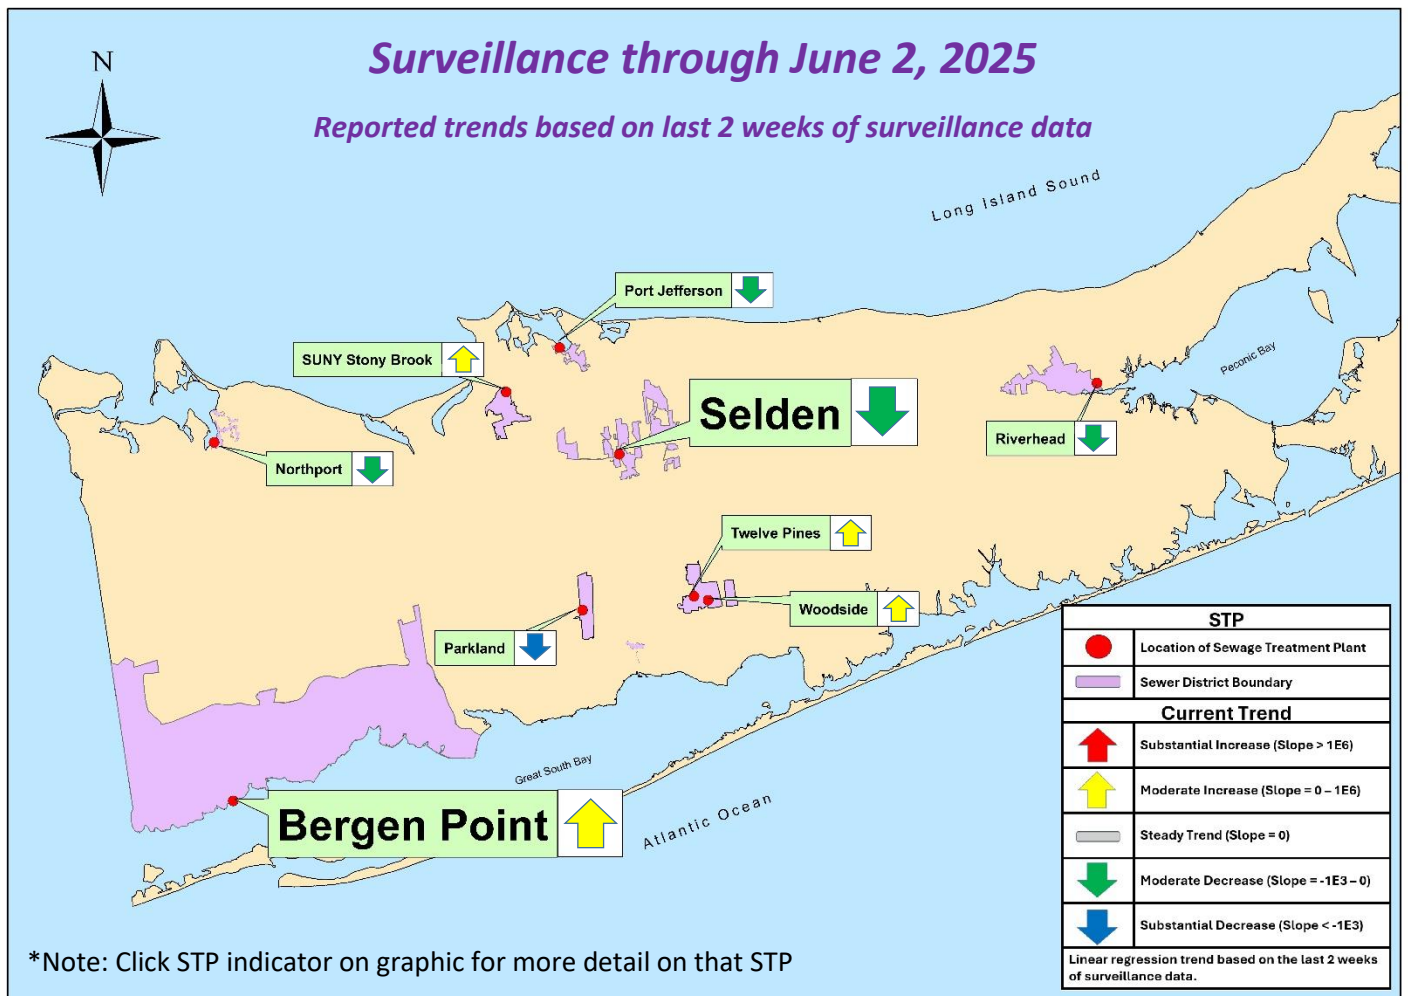 Surveillance through June 2, 2025
Reported trends based on last 2 weeks of surveillance data
N
Long Island Sound
Port Jefferson
SUNY Stony Brook
Peconic Bay
Selden
Riverhead
Northport
Twelve Pines
Woodside
Parkland
Great South Bay
Bergen Point
Atlantic Ocean
STP
Location of Sewage Treatment Plant
Sewer District Boundary
Current Trend
Substantial Increase (Slope > 1E6)
Moderate Increase (Slope = 0 – 1E6)
Steady Trend (Slope = 0)
Moderate Decrease (Slope = -1E3 – 0)
Substantial Decrease (Slope < -1E3)
Linear regression trend based on the last 2 weeks
of surveillance data.
*Note: Click STP indicator on graphic for more detail on that STP